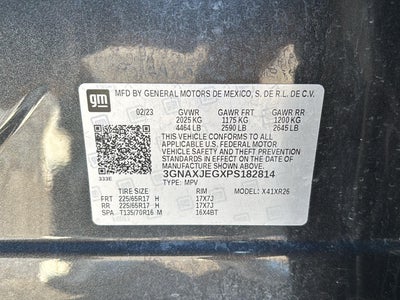 gm
MFD BY GENERAL MOTORS DE MEXICO, S. DE R.L. DE C.V.
02/23 GVWR GAWR FRT GAWR RR
2025 KG 1175 KG 1200 KG
4464 LB 2590 LB 2645 LB
THIS VEHICLE CONFORMS TO ALL
APPLICABLE U.S. FEDERAL MOTOR
VEHICLE SAFETY AND THEFT
PREVENTION STANDARDS IN
EFFECT ON THE DATE OF
MANUFACTURE SHOWN ABOVE.
333E 3GNAXJEGXPS182814
TYPE: MPV MODEL: X41XR26
TIRE SIZE RIM
FRT 225/65R17 H 17X7J
RR 225/65R17 H 17X7J
SPA T135/70R16 M 16X4BT